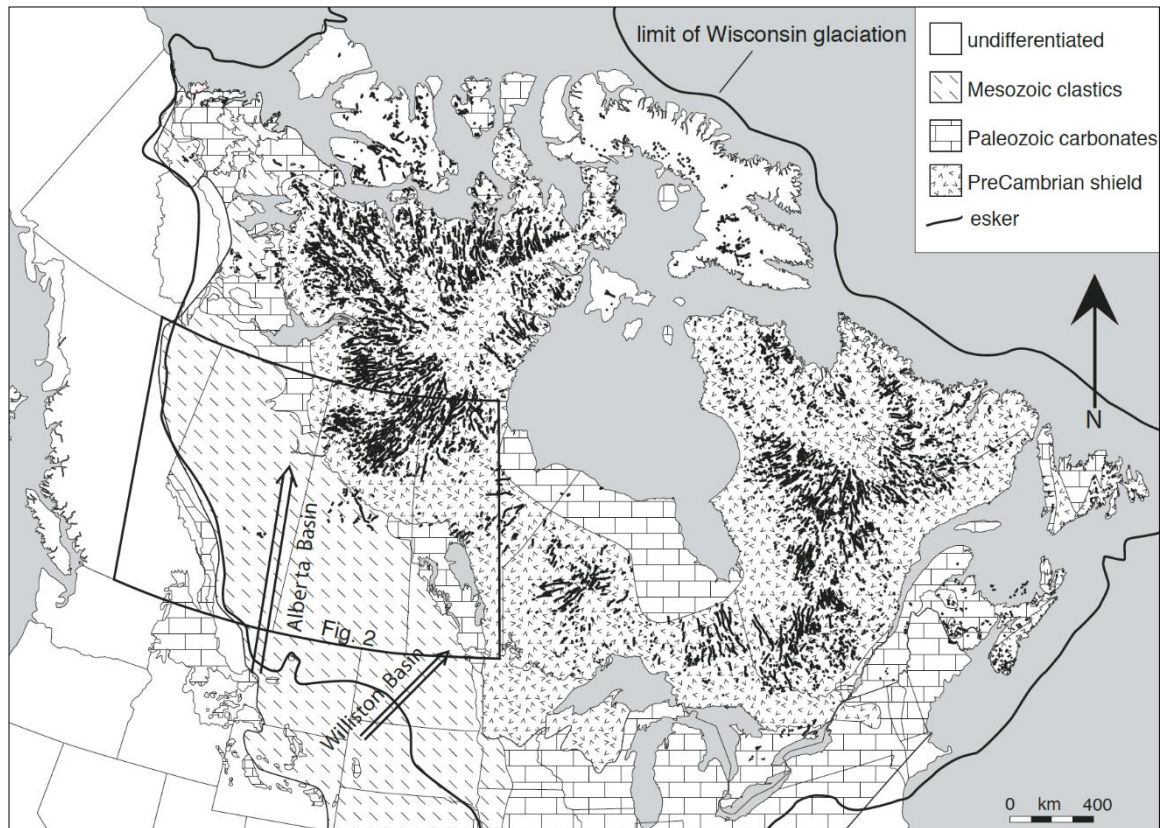 limit of Wisconsin glaciation
undifferentiated
Mesozoic clastics
Paleozoic carbonates
PreCambrian shield
esker
N
Alberta Basin
Fig. 2
Williston Basin
0 km 400